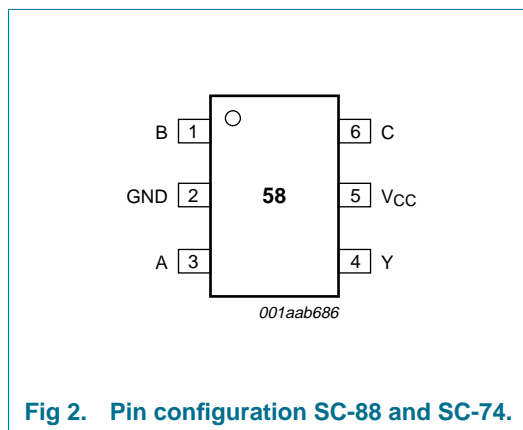 B 1 6 C
GND 2 58 5 VCC
A 3 4 Y
001aab686
Fig 2. Pin configuration SC-88 and SC-74.